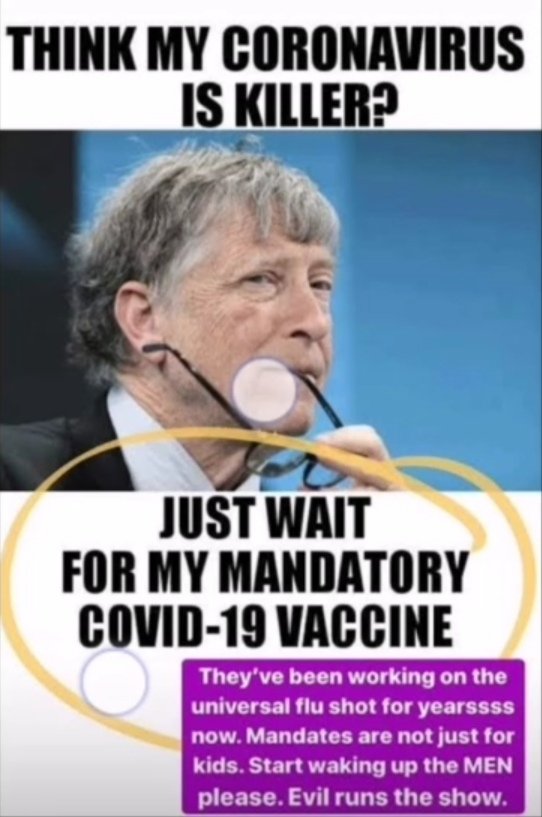 THINK MY CORONAVIRUS
IS KILLER?
JUST WAIT
FOR MY MANDATORY
COVID-19 VACCINE
They've been working on the
universal flu shot for yearssss
now. Mandates are not just for
kids. Start waking up the MEN
please. Evil runs the show.